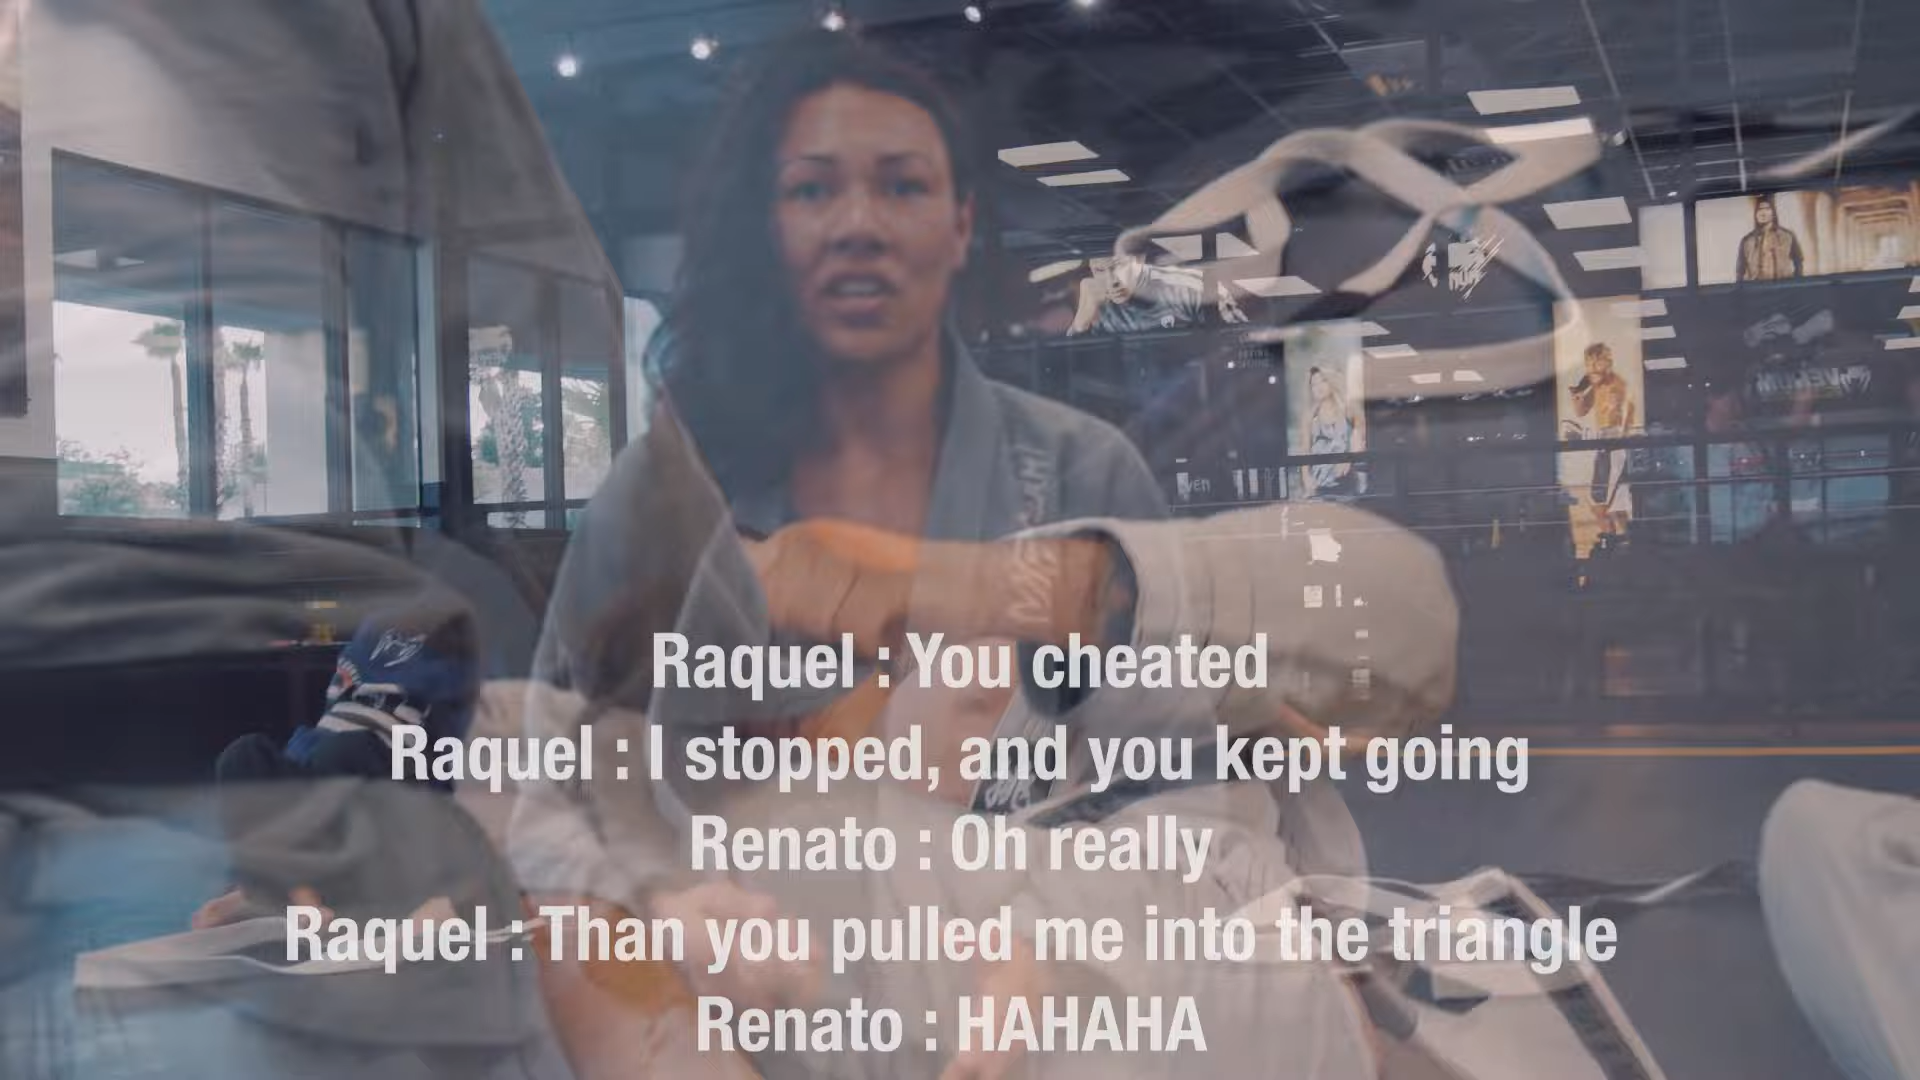 VENUM
Raquel : You cheated
Raquel : I stopped, and you kept going
Renato : Oh really
Raquel : Than you pulled me into the triangle
Renato : HAHAHA